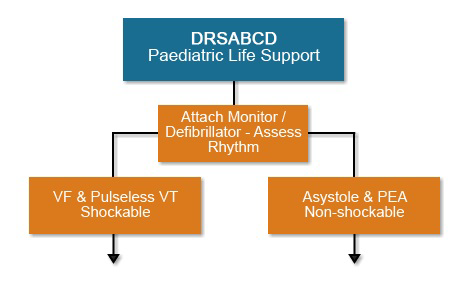 DRSABCD
Paediatric Life Support
Attach Monitor /
Defibrillator - Assess
Rhythm
VF & Pulseless VT
Shockable
Asystole & PEA
Non-shockable